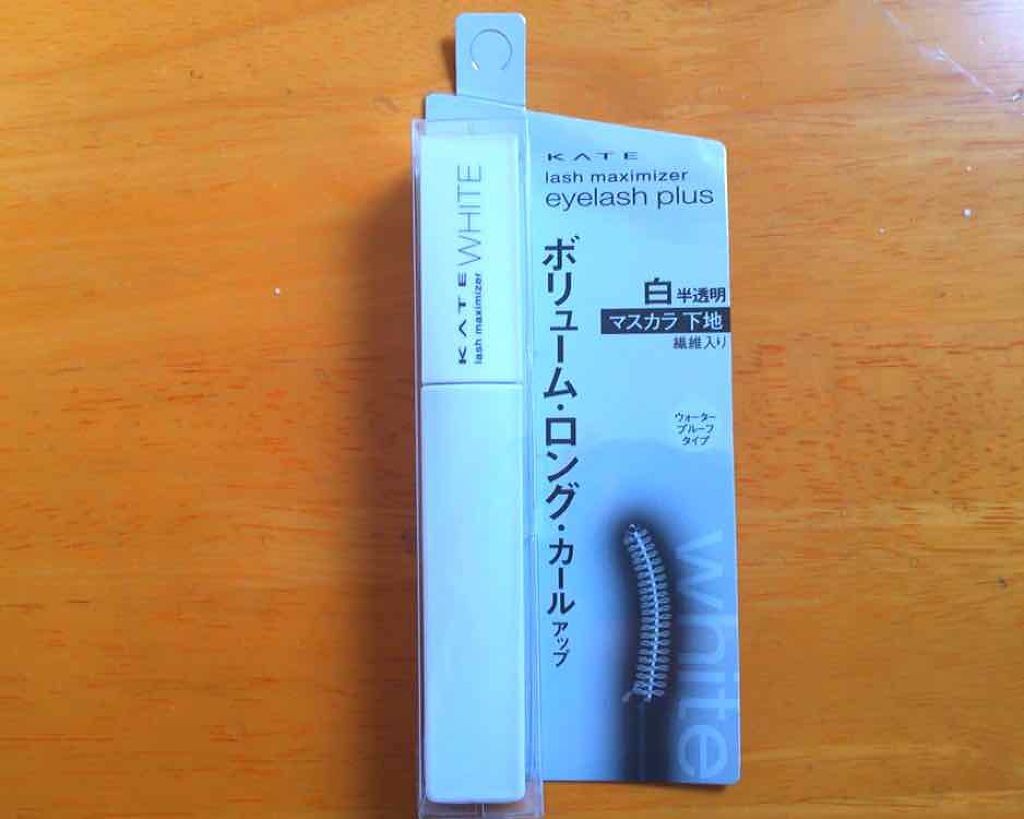 KATE WHITE
lash maximizer
KATE
lash maximizer
eyelash plus
ボリューム・ロング・カールアップ
白 半透明
マスカラ下地
繊維入り
ウォーター
プルーフ
タイプ
white